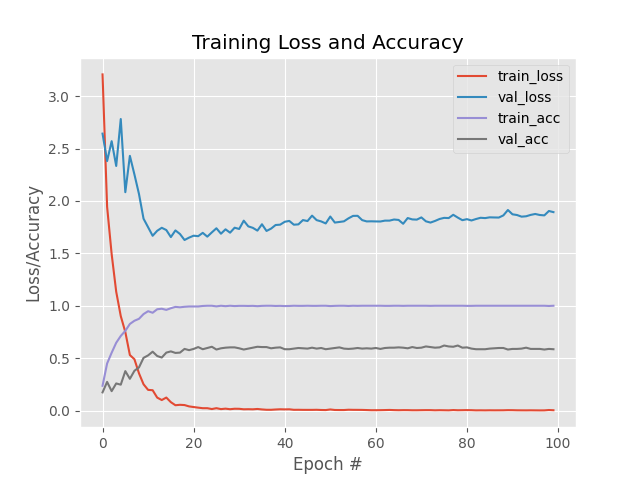 Training Loss and Accuracy
train_loss
val_loss
train_acc
val_acc
3.0
2.5
2.0
1.5
1.0
0.5
0.0
Loss/Accuracy
0 20 40 60 80 100
Epoch #